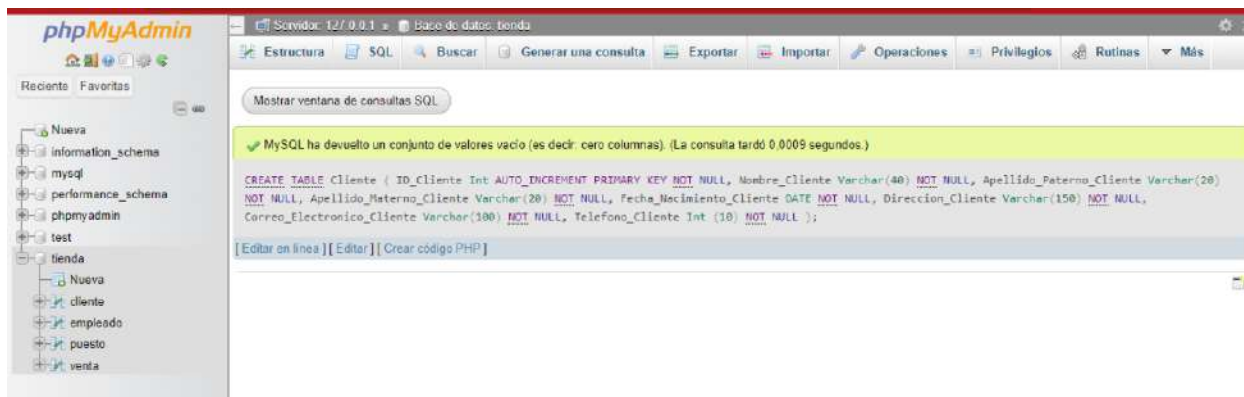 phpMyAdmin
Reciente Favoritas
Nueva
information_schema
mysql
performance_schema
phpmyadmin
test
tienda
Nueva
cliente
empleado
puesto
venta
Servidor: 127.0.0.1 » Base de datos: tienda
Estructura SQL Buscar Generar una consulta Exportar Importar Operaciones Privilegios Rutinas Más
Mostrar ventana de consultas SQL
MySQL ha devuelto un conjunto de valores vacío (es decir: cero columnas). (La consulta tardó 0,0009 segundos.)
CREATE TABLE Cliente ( ID_Cliente Int AUTO_INCREMENT PRIMARY KEY NOT NULL, Nombre_Cliente Varchar(40) NOT NULL, Apellido_Paterno_Cliente Varchar(20)
NOT NULL, Apellido_Materno_Cliente Varchar(20) NOT NULL, Fecha_Nacimiento_Cliente DATE NOT NULL, Direccion_Cliente Varchar(150) NOT NULL,
Correo_Electronico_Cliente Varchar(100) NOT NULL, Telefono_Cliente Int (10) NOT NULL );
[ Editar en línea ] [ Editar ] [ Crear código PHP ]